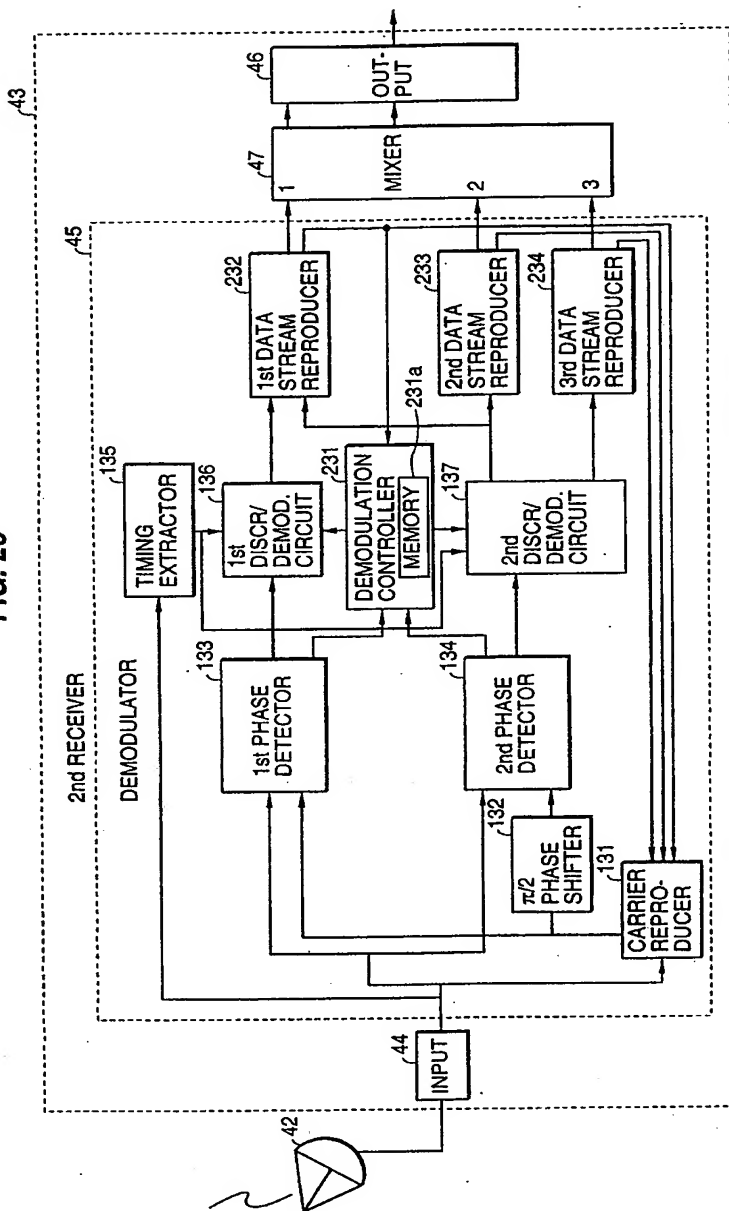 43
2nd RECEIVER
45
DEMODULATOR
135
TIMING EXTRACTOR
46
OUT-
PUT
47
MIXER
1
2
3
232
1st DATA
STREAM
REPRODUCER
233
2nd DATA
STREAM
REPRODUCER
234
3rd DATA
STREAM
REPRODUCER
136
1st
DISCR/
DEMOD.
CIRCUIT
231
DEMODULATION
CONTROLLER
MEMORY
231a
137
2nd
DISCR/
DEMOD.
CIRCUIT
133
1st PHASE
DETECTOR
134
2nd PHASE
DETECTOR
132
π/2
PHASE
SHIFTER
131
CARRIER
REPRO-
DUCER
44
INPUT
42